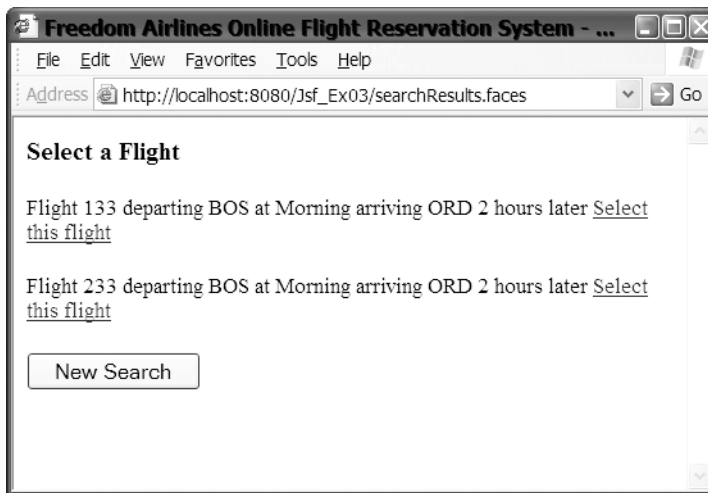 Freedom Airlines Online Flight Reservation System - ...
File Edit View Favorites Tools Help
Address http://localhost:8080/Jsf_Ex03/searchResults.faces Go
Select a Flight
Flight 133 departing BOS at Morning arriving ORD 2 hours later Select
this flight
Flight 233 departing BOS at Morning arriving ORD 2 hours later Select
this flight
New Search